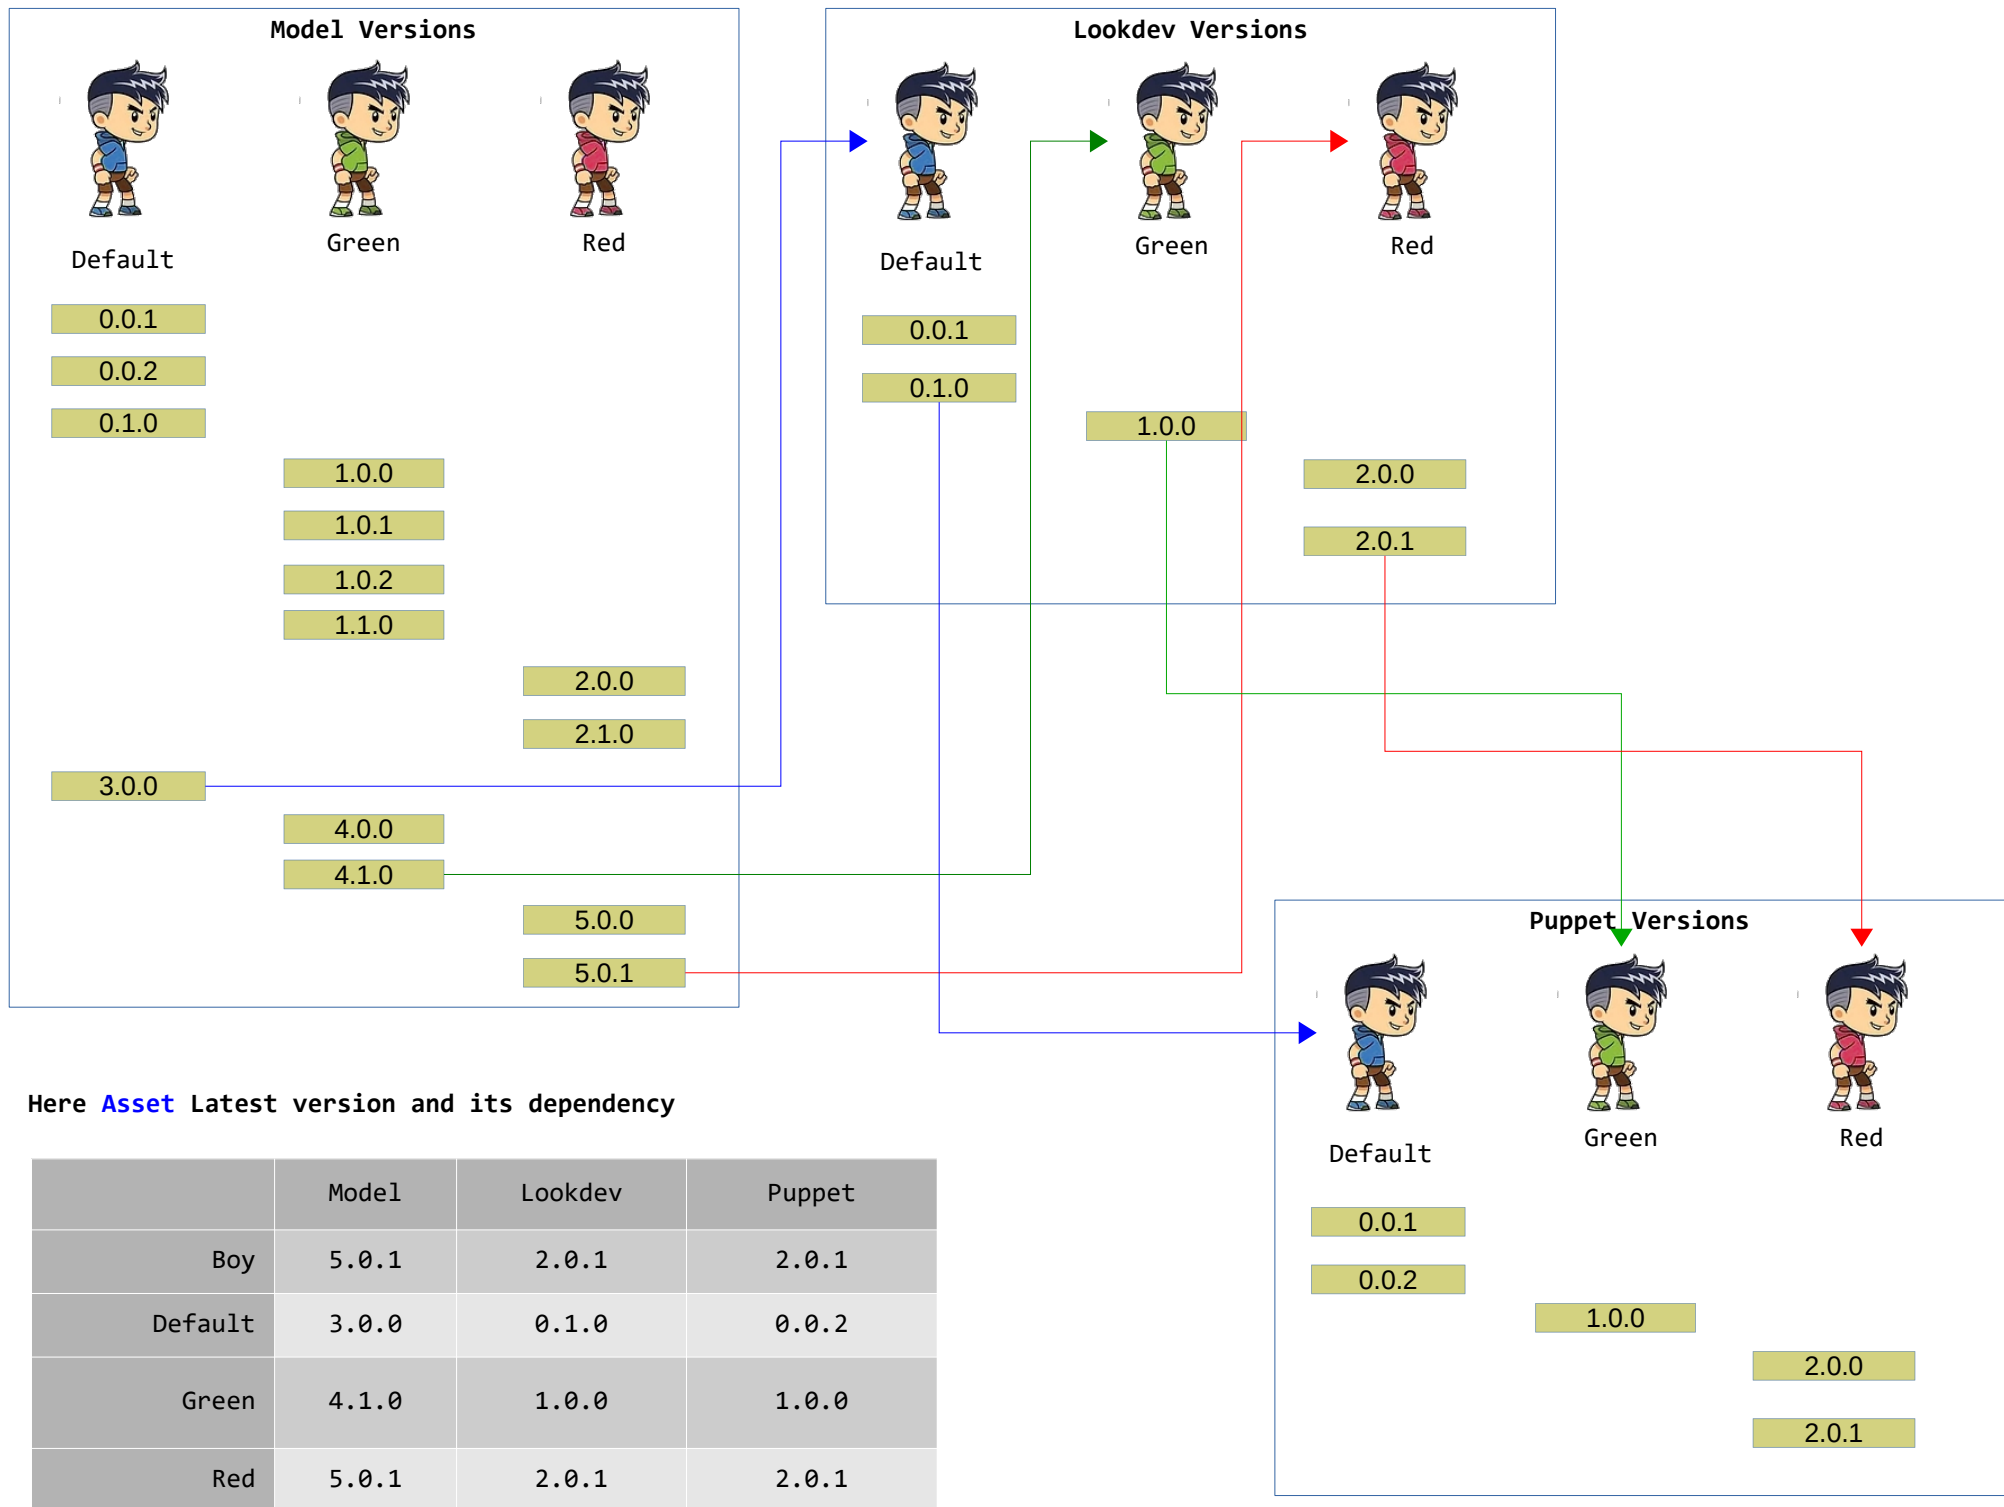 Model Versions
Default
Green
Red
0.0.1
0.0.2
0.1.0
1.0.0
1.0.1
1.0.2
1.1.0
2.0.0
2.1.0
3.0.0
4.0.0
4.1.0
5.0.0
5.0.1
Lookdev Versions
Default
Green
Red
0.0.1
0.1.0
1.0.0
2.0.0
2.0.1
Puppet Versions
Default
Green
Red
0.0.1
0.0.2
1.0.0
2.0.0
2.0.1
Here Asset Latest version and its dependency
Model Lookdev Puppet
Boy 5.0.1 2.0.1 2.0.1
Default 3.0.0 0.1.0 0.0.2
Green 4.1.0 1.0.0 1.0.0
Red 5.0.1 2.0.1 2.0.1